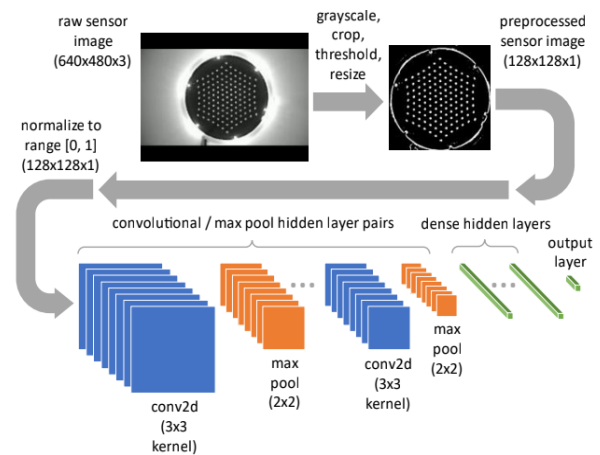 raw sensor
image
(640x480x3)
grayscale,
crop,
threshold,
resize
preprocessed
sensor image
(128x128x1)
normalize to
range [0, 1]
(128x128x1)
convolutional / max pool hidden layer pairs
dense hidden layers
output
layer
conv2d
(3x3
kernel)
max
pool
(2x2)
conv2d
(3x3
kernel)
max
pool
(2x2)